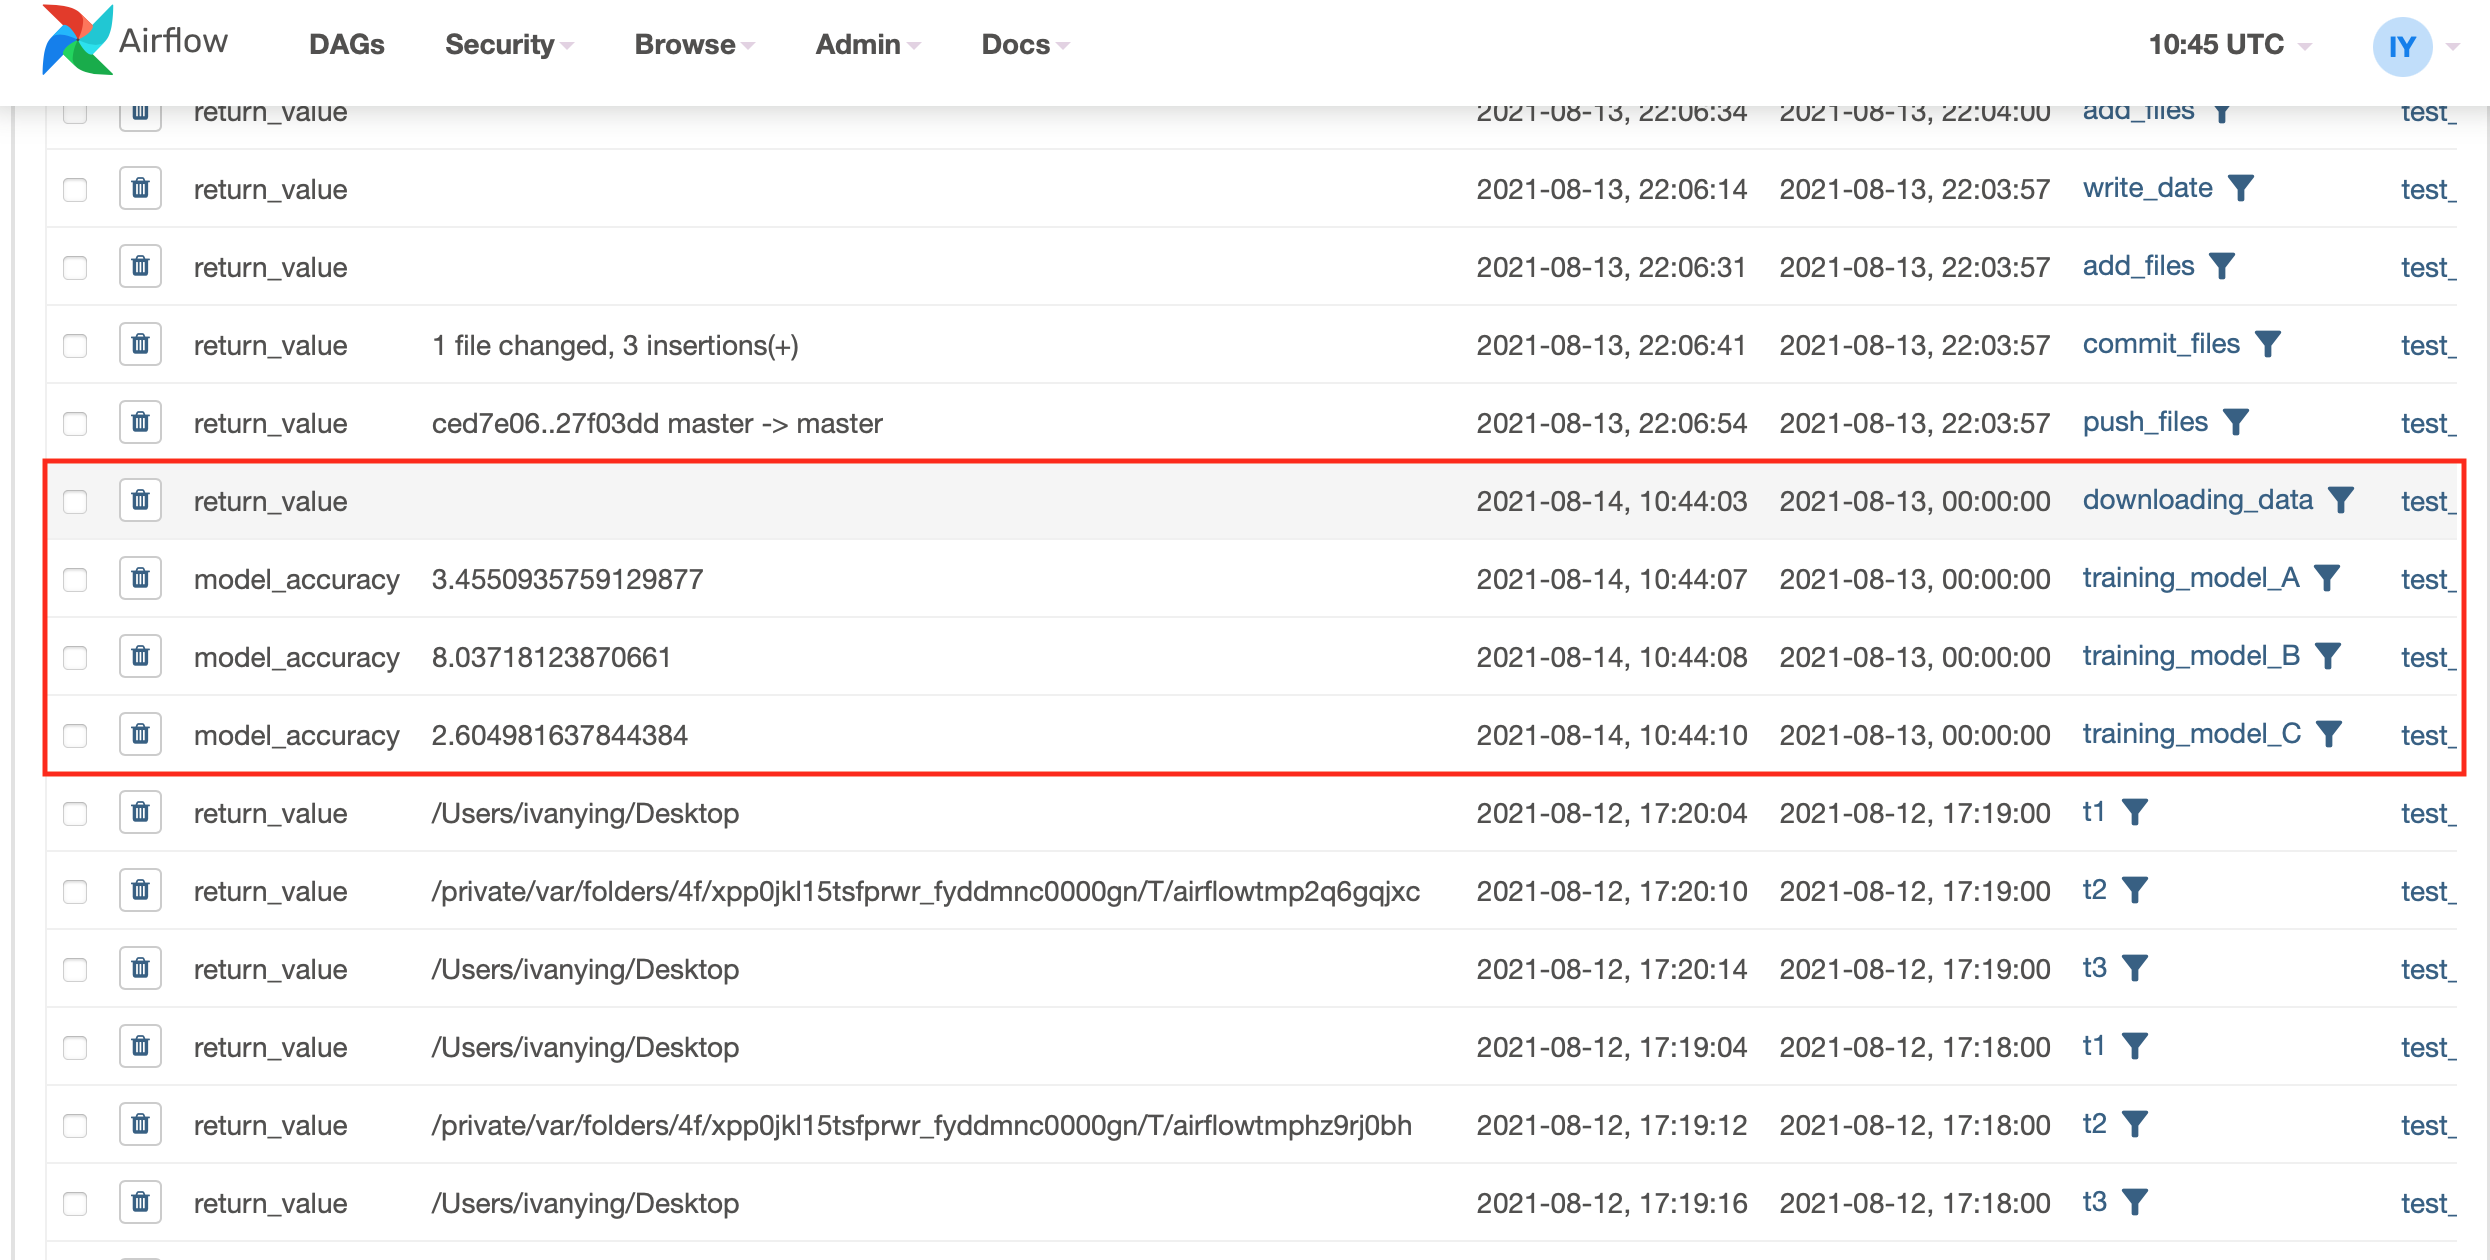 Airflow DAGs Security Browse Admin Docs 10:45 UTC IY
return_value 2021-08-13, 22:06:34 2021-08-13, 22:04:00 add_files test_
return_value 2021-08-13, 22:06:14 2021-08-13, 22:03:57 write_date test_
return_value 2021-08-13, 22:06:31 2021-08-13, 22:03:57 add_files test_
return_value 1 file changed, 3 insertions(+) 2021-08-13, 22:06:41 2021-08-13, 22:03:57 commit_files test_
return_value ced7e06..27f03dd master -> master 2021-08-13, 22:06:54 2021-08-13, 22:03:57 push_files test_
return_value 2021-08-14, 10:44:03 2021-08-13, 00:00:00 downloading_data test_
model_accuracy 3.4550935759129877 2021-08-14, 10:44:07 2021-08-13, 00:00:00 training_model_A test_
model_accuracy 8.03718123870661 2021-08-14, 10:44:08 2021-08-13, 00:00:00 training_model_B test_
model_accuracy 2.604981637844384 2021-08-14, 10:44:10 2021-08-13, 00:00:00 training_model_C test_
return_value /Users/ivanying/Desktop 2021-08-12, 17:20:04 2021-08-12, 17:19:00 t1 test_
return_value /private/var/folders/4f/xpp0jkl15tsfprwr_fyddmnc0000gn/T/airflowtmp2q6gqjxc 2021-08-12, 17:20:10 2021-08-12, 17:19:00 t2 test_
return_value /Users/ivanying/Desktop 2021-08-12, 17:20:14 2021-08-12, 17:19:00 t3 test_
return_value /Users/ivanying/Desktop 2021-08-12, 17:19:04 2021-08-12, 17:18:00 t1 test_
return_value /private/var/folders/4f/xpp0jkl15tsfprwr_fyddmnc0000gn/T/airflowtmphz9rj0bh 2021-08-12, 17:19:12 2021-08-12, 17:18:00 t2 test_
return_value /Users/ivanying/Desktop 2021-08-12, 17:19:16 2021-08-12, 17:18:00 t3 test_